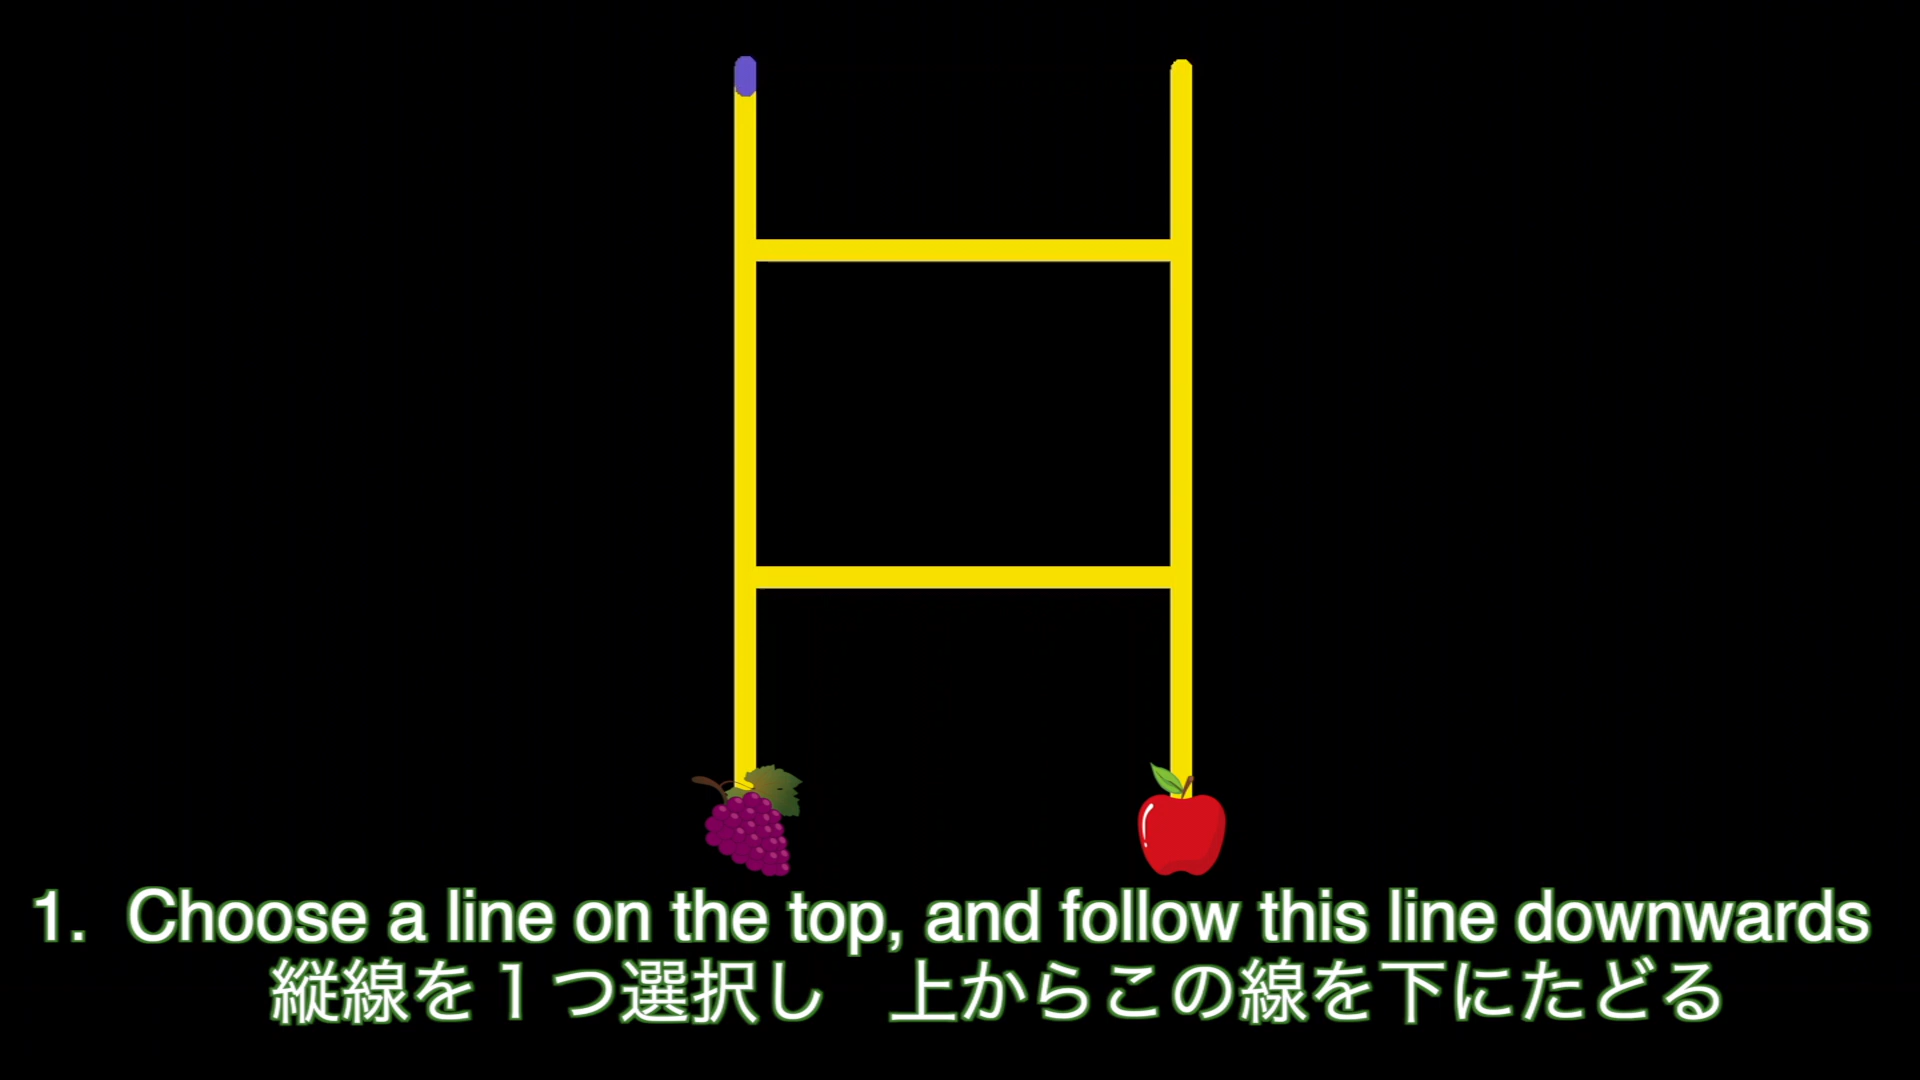 1. Choose a line on the top, and follow this line downwards
縦線を１つ選択し　上からこの線を下にたどる